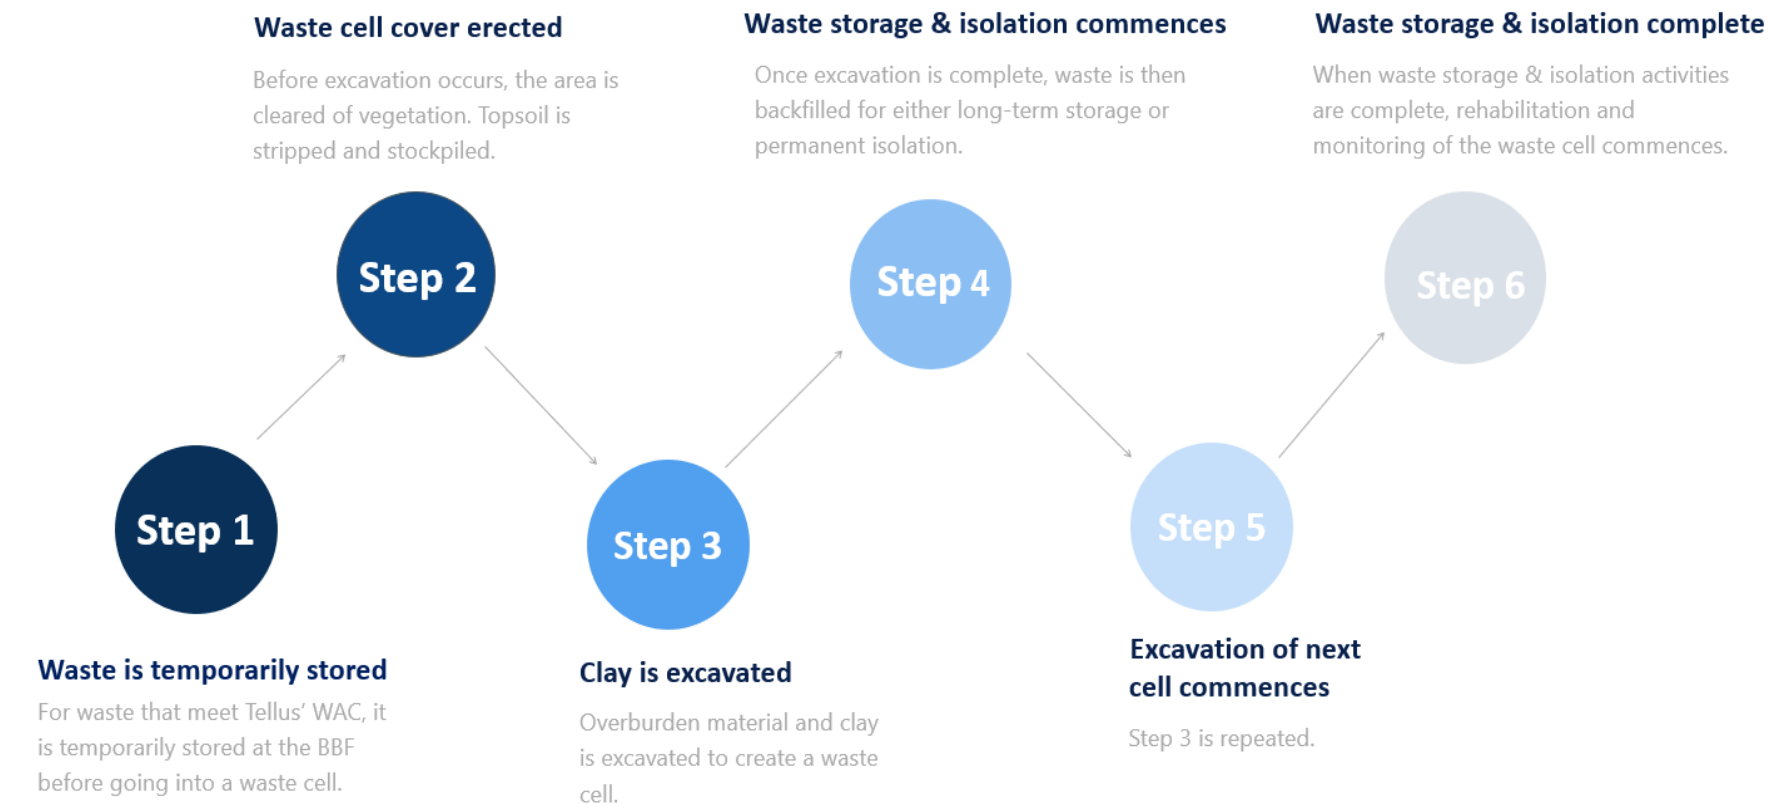 Waste cell cover erected
Before excavation occurs, the area is
cleared of vegetation. Topsoil is
stripped and stockpiled.
Waste storage & isolation commences
Once excavation is complete, waste is then
backfilled for either long-term storage or
permanent isolation.
Waste storage & isolation complete
When waste storage & isolation activities
are complete, rehabilitation and
monitoring of the waste cell commences.
Step 2
Step 4
Step 6
Step 1
Step 3
Step 5
Waste is temporarily stored
For waste that meet Tellus’ WAC, it
is temporarily stored at the BBF
before going into a waste cell.
Clay is excavated
Overburden material and clay
is excavated to create a waste
cell.
Excavation of next
cell commences
Step 3 is repeated.